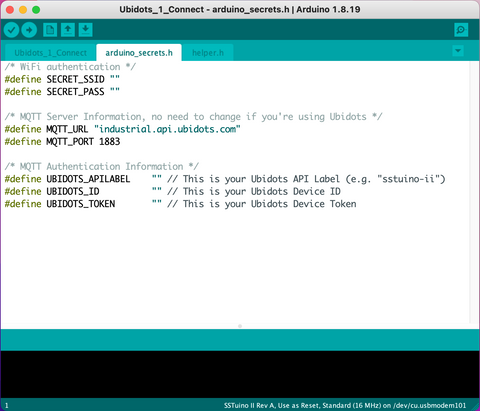 Ubidots_1_Connect - arduino_secrets.h | Arduino 1.8.19
Ubidots_1_Connect arduino_secrets.h helper.h
/* WiFi authentication */
#define SECRET_SSID ""
#define SECRET_PASS ""
/* MQTT Server Information, no need to change if you're using Ubidots */
#define MQTT_URL "industrial.api.ubidots.com"
#define MQTT_PORT 1883
/* MQTT Authentication Information */
#define UBIDOTS_APILABEL "" // This is your Ubidots API Label (e.g. "sstuino-ii")
#define UBIDOTS_ID "" // This is your Ubidots Device ID
#define UBIDOTS_TOKEN "" // This is your Ubidots Device Token
1 SSTuino II Rev A, Use as Reset, Standard (16 MHz) on /dev/cu.usbmodem101